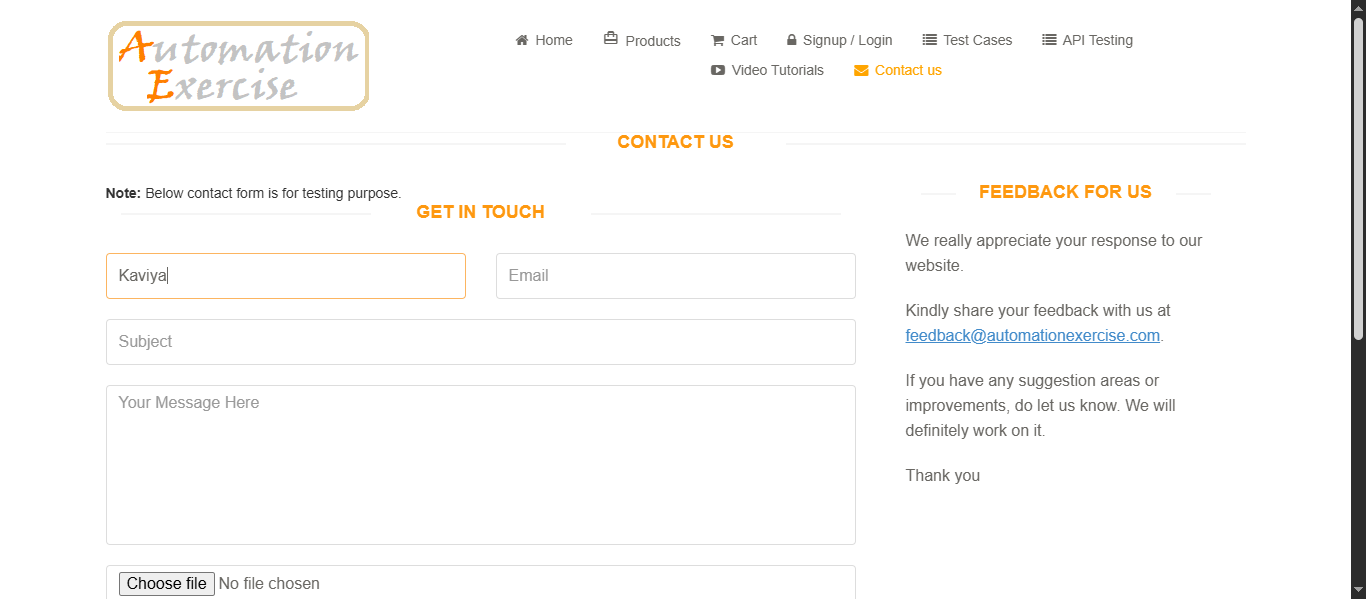 Automation
Exercise
Home Products Cart Signup / Login Test Cases API Testing
Video Tutorials Contact us
CONTACT US
Note: Below contact form is for testing purpose.
GET IN TOUCH
Kaviya
Email
Subject
Your Message Here
Choose file No file chosen
FEEDBACK FOR US
We really appreciate your response to our
website.
Kindly share your feedback with us at
feedback@automationexercise.com.
If you have any suggestion areas or
improvements, do let us know. We will
definitely work on it.
Thank you